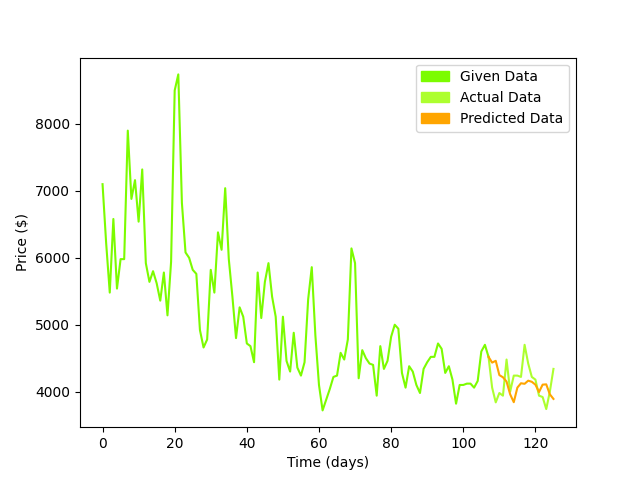 Given Data
Actual Data
Predicted Data
8000
7000
6000
5000
4000
Price ($)
0 20 40 60 80 100 120
Time (days)